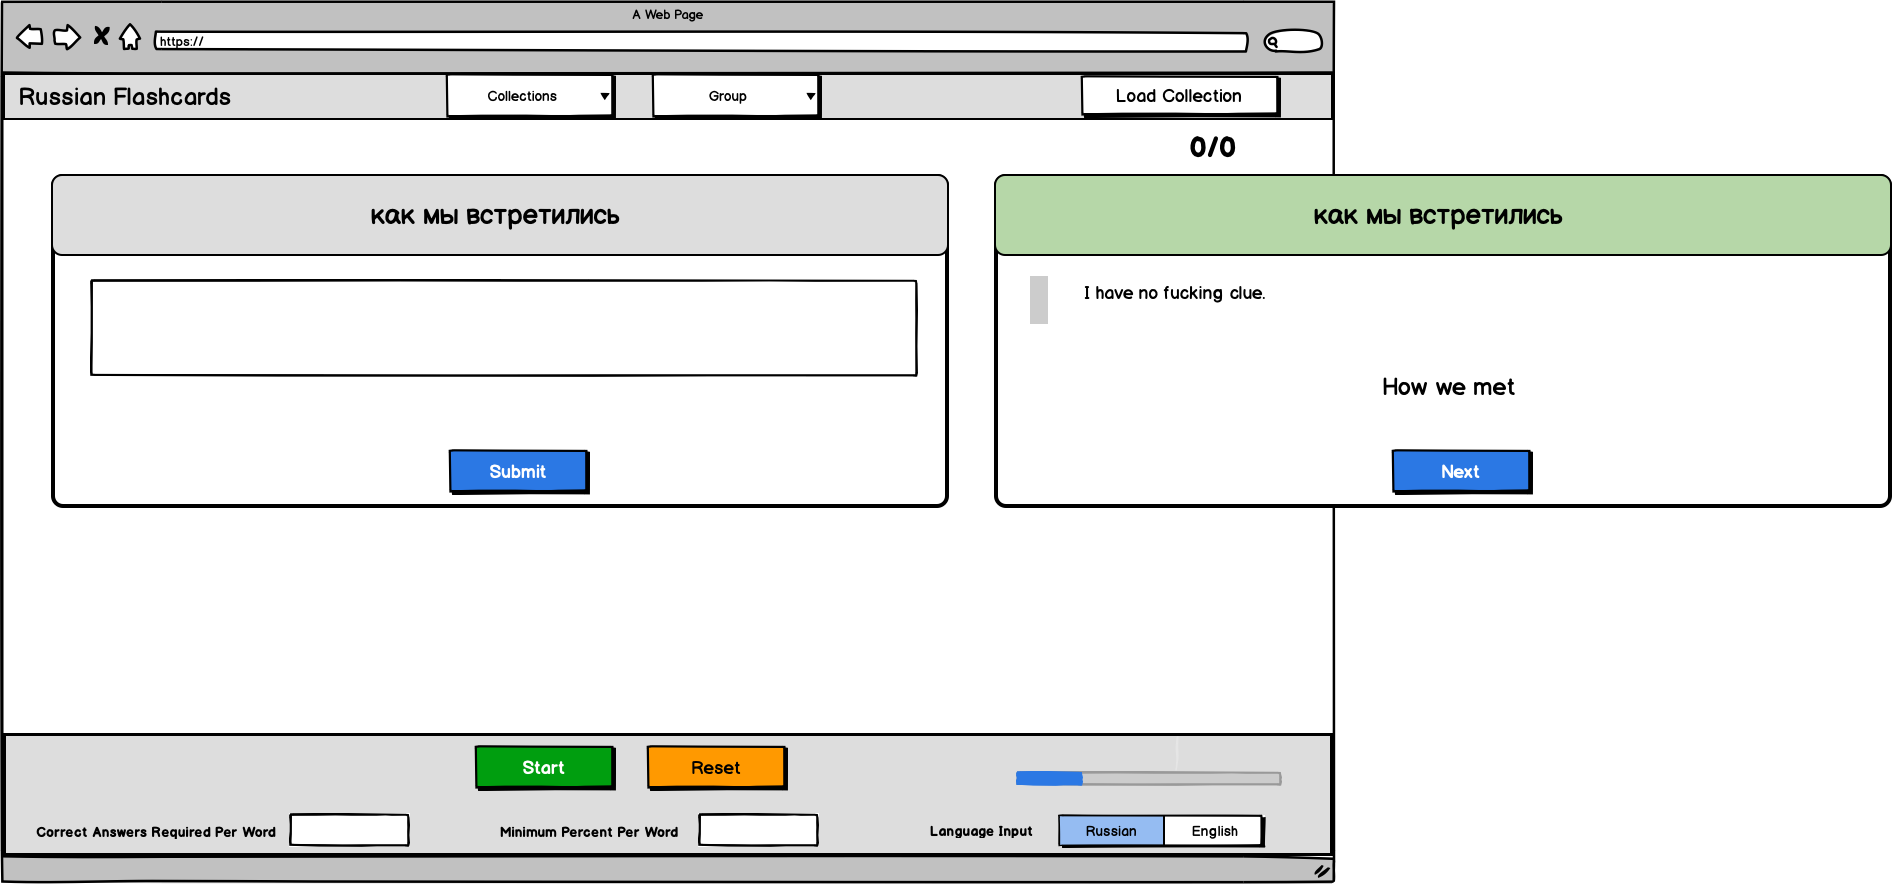 A Web Page
https://
Russian Flashcards
Collections
Group
Load Collection
0/0
как мы встретились
Submit
как мы встретились
I have no fucking clue.
How we met
Next
Start
Reset
Correct Answers Required Per Word
Minimum Percent Per Word
Language Input
Russian
English